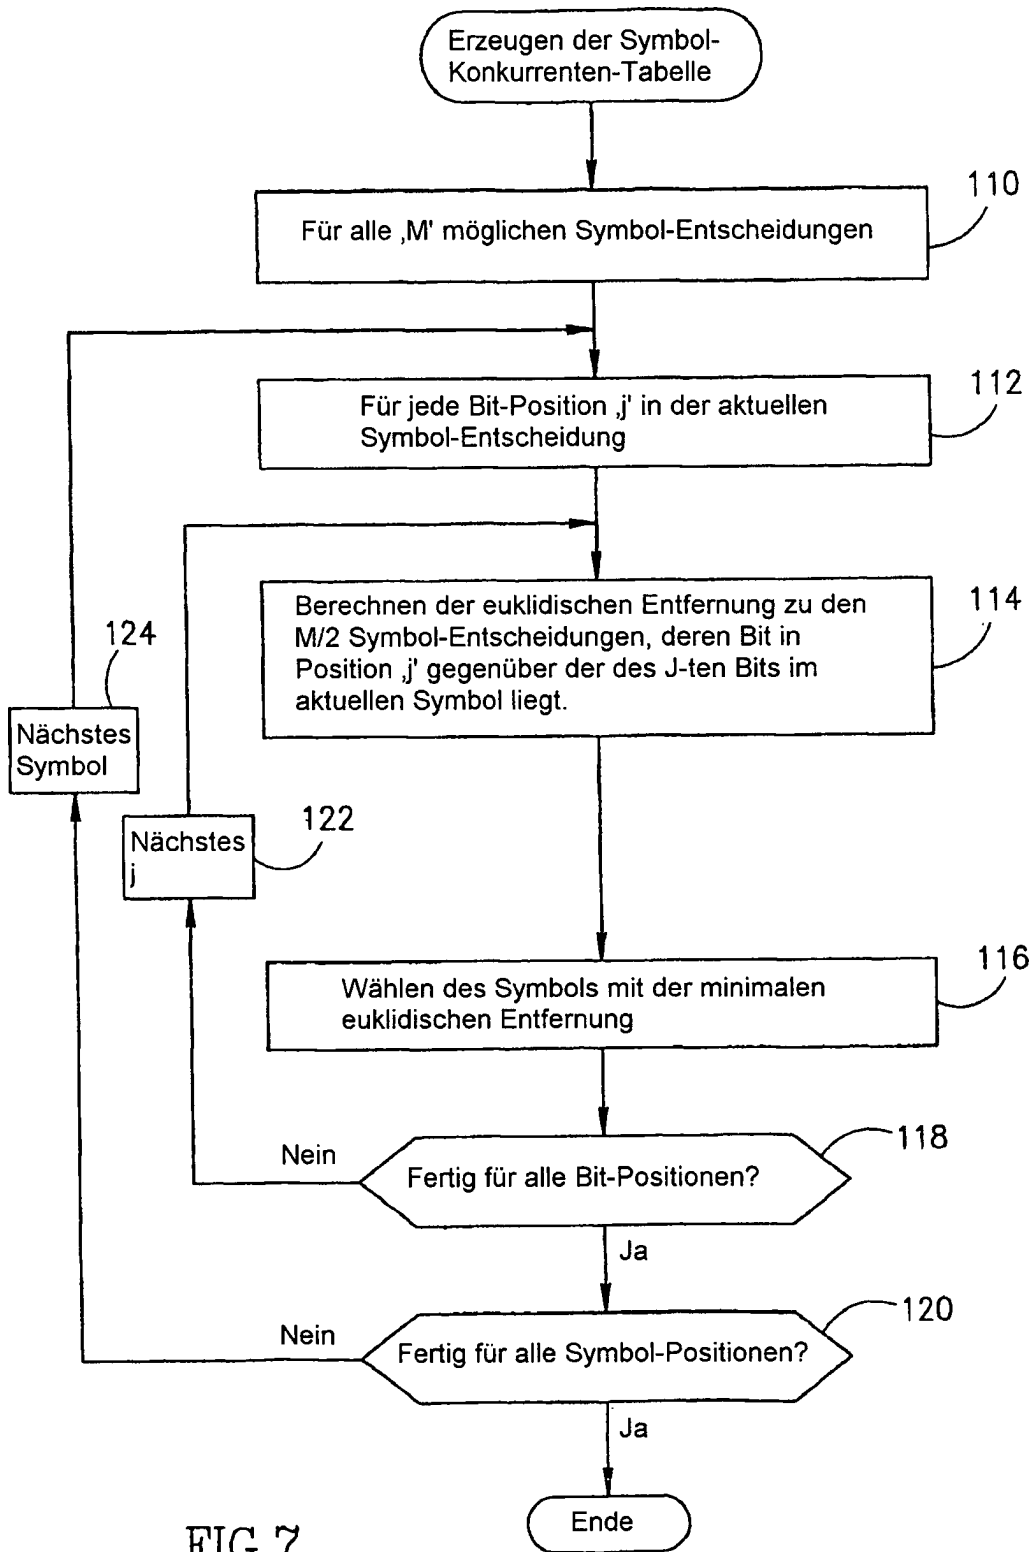 Erzeugen der Symbol-
Konkurrenten-Tabelle
110
Für alle ‚M' möglichen Symbol-Entscheidungen
112
Für jede Bit-Position ‚j' in der aktuellen
Symbol-Entscheidung
114
Berechnen der euklidischen Entfernung zu den
M/2 Symbol-Entscheidungen, deren Bit in
Position ‚j' gegenüber der des J-ten Bits im
aktuellen Symbol liegt.
124
Nächstes
Symbol
122
Nächstes
j
116
Wählen des Symbols mit der minimalen
euklidischen Entfernung
118
Nein
Fertig für alle Bit-Positionen?
Ja
120
Nein
Fertig für alle Symbol-Positionen?
Ja
Ende
FIG.7